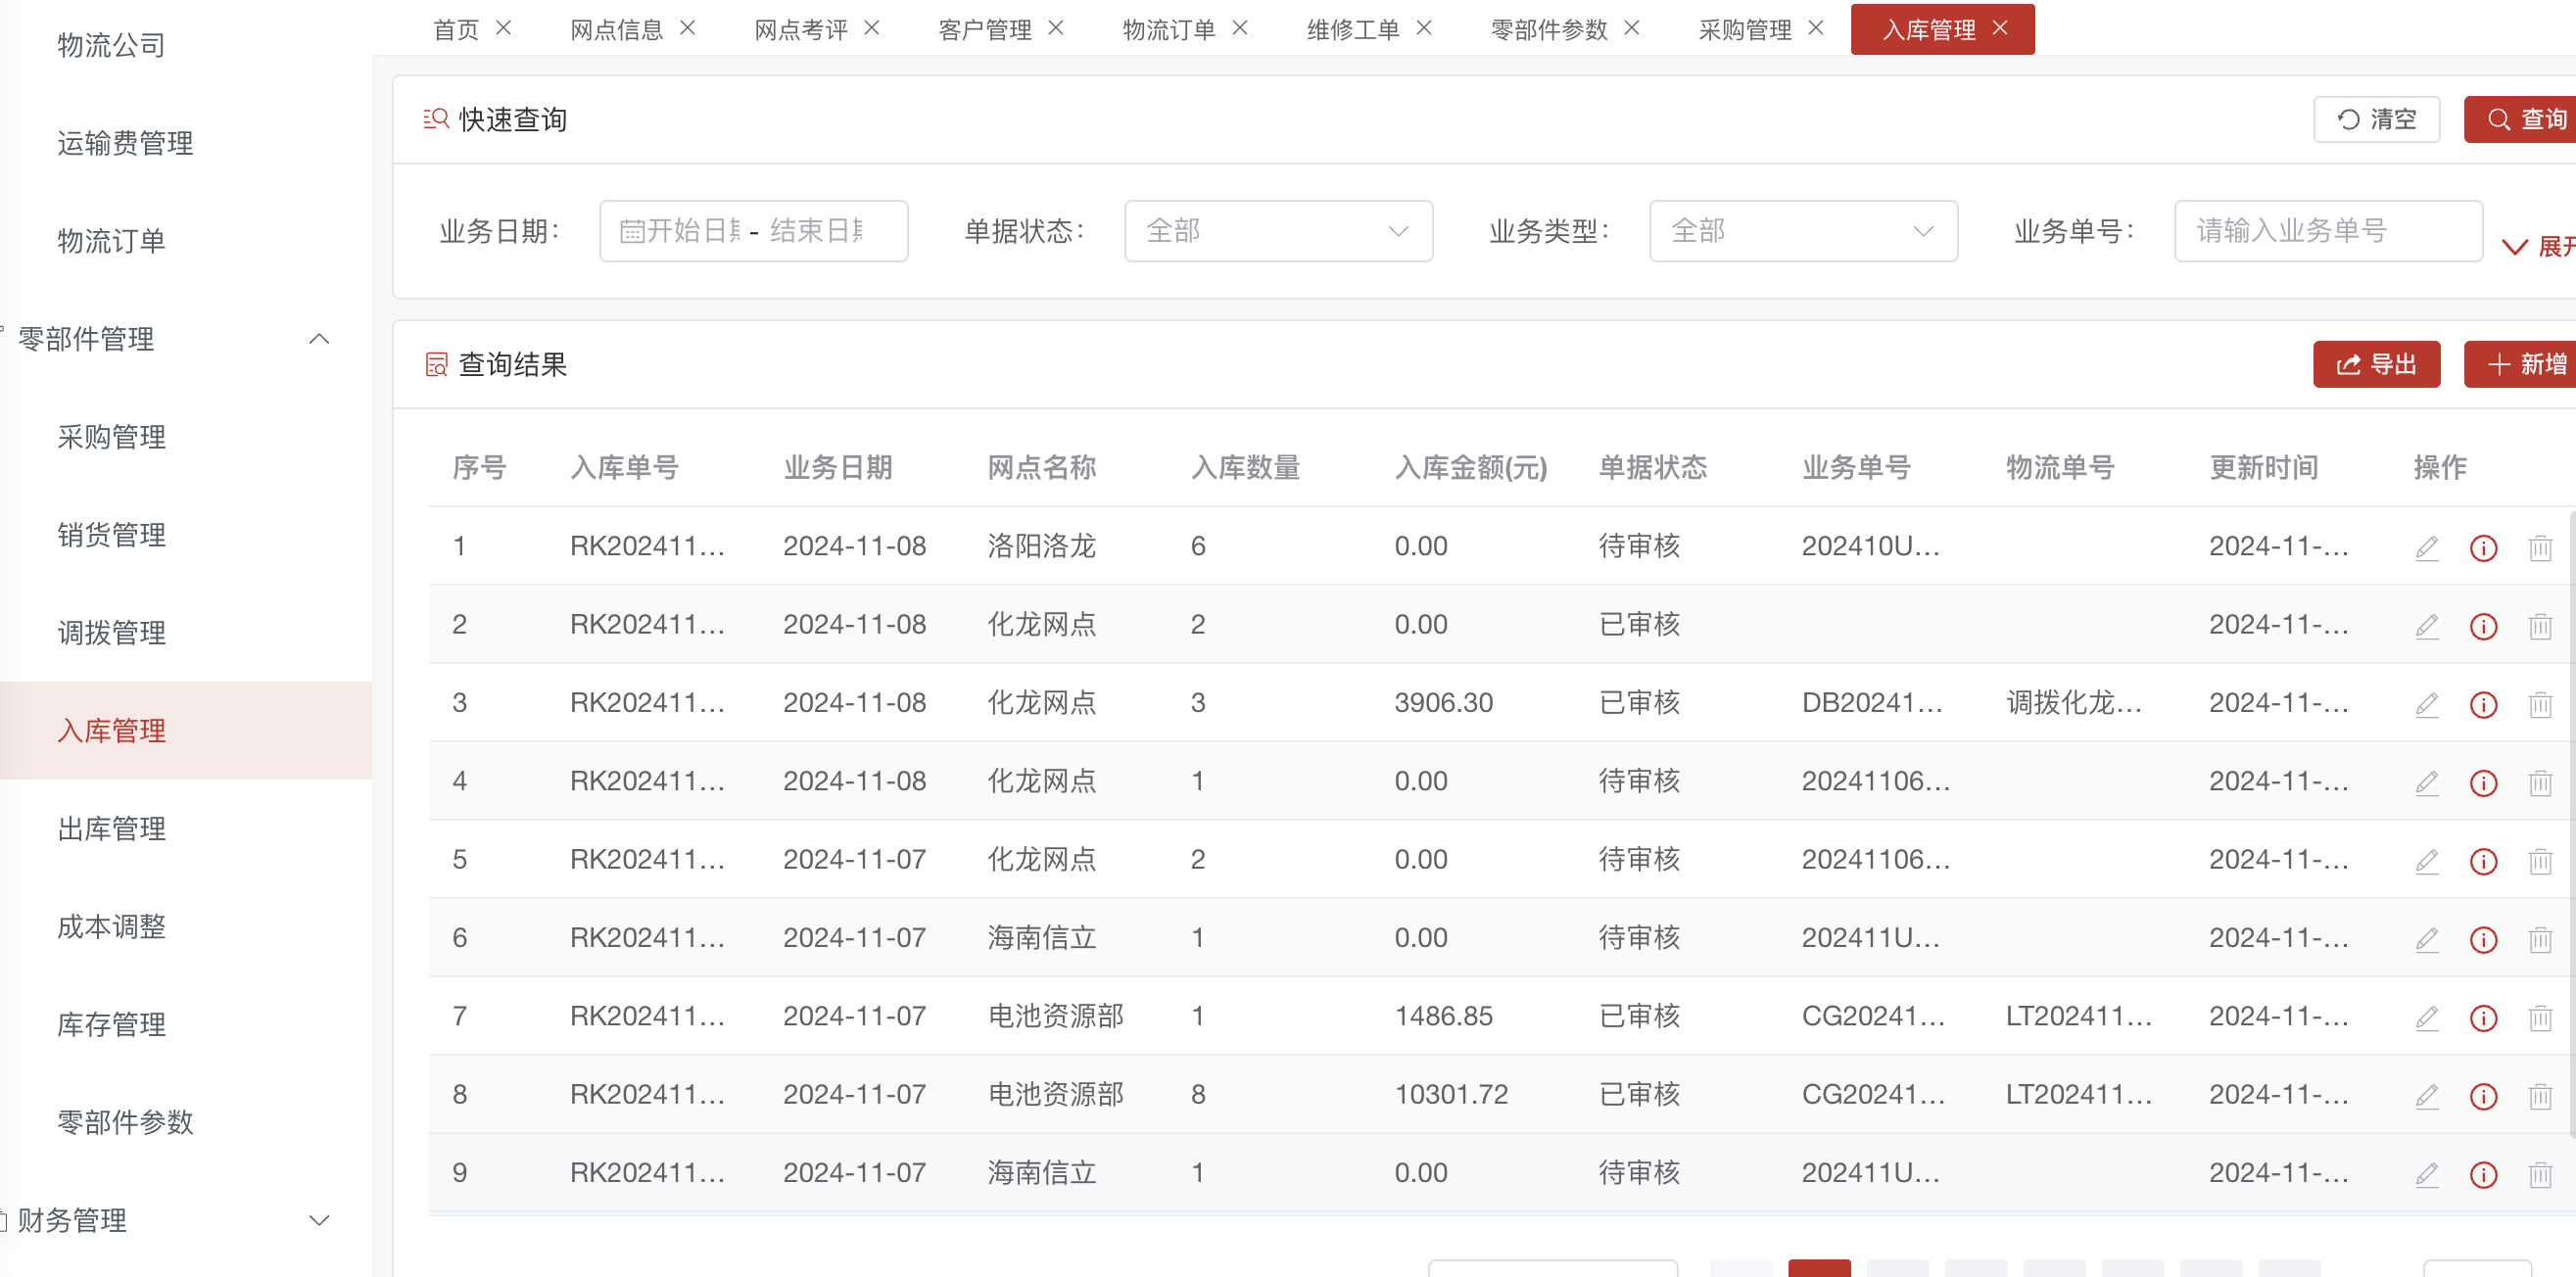 首页 网点信息 网点考评 客户管理 物流订单 维修工单 零部件参数 采购管理 入库管理
物流公司
运输费管理
物流订单
零部件管理
采购管理
销货管理
调拨管理
入库管理
出库管理
成本调整
库存管理
零部件参数
财务管理
快速查询 清空 查询
业务日期: 开始日期 - 结束日期 单据状态: 全部 业务类型: 全部 业务单号: 请输入业务单号 展开
查询结果 导出 新增
序号 入库单号 业务日期 网点名称 入库数量 入库金额(元) 单据状态 业务单号 物流单号 更新时间 操作
1 RK202411... 2024-11-08 洛阳洛龙 6 0.00 待审核 202410U... 2024-11-...
2 RK202411... 2024-11-08 化龙网点 2 0.00 已审核 2024-11-...
3 RK202411... 2024-11-08 化龙网点 3 3906.30 已审核 DB20241... 调拨化龙... 2024-11-...
4 RK202411... 2024-11-08 化龙网点 1 0.00 待审核 20241106... 2024-11-...
5 RK202411... 2024-11-07 化龙网点 2 0.00 待审核 20241106... 2024-11-...
6 RK202411... 2024-11-07 海南信立 1 0.00 待审核 202411U... 2024-11-...
7 RK202411... 2024-11-07 电池资源部 1 1486.85 已审核 CG20241... LT202411... 2024-11-...
8 RK202411... 2024-11-07 电池资源部 8 10301.72 已审核 CG20241... LT202411... 2024-11-...
9 RK202411... 2024-11-07 海南信立 1 0.00 待审核 202411U... 2024-11-...